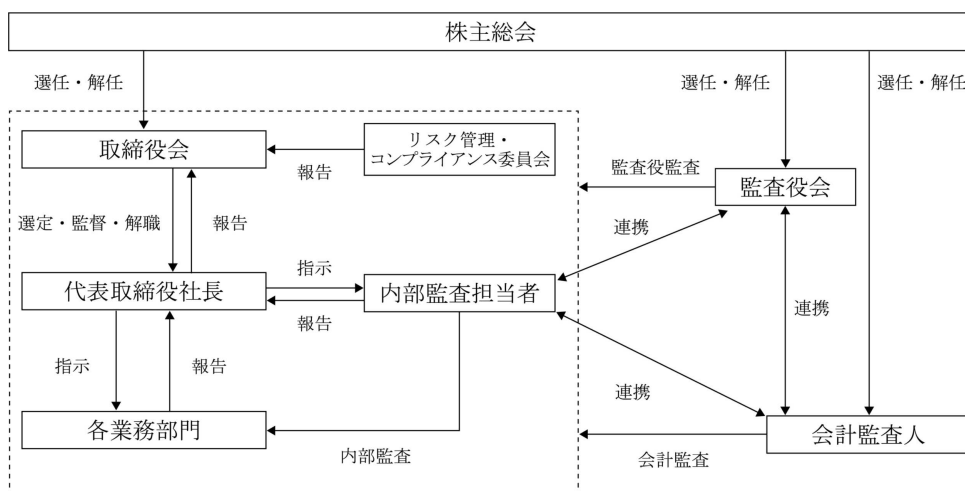 株主総会
選任・解任
選任・解任
選任・解任
取締役会
リスク管理・
コンプライアンス委員会
報告
監査役監査
監査役会
選定・監督・解職
報告
連携
指示
代表取締役社長
内部監査担当者
報告
連携
指示
報告
連携
各業務部門
会計監査人
内部監査
会計監査